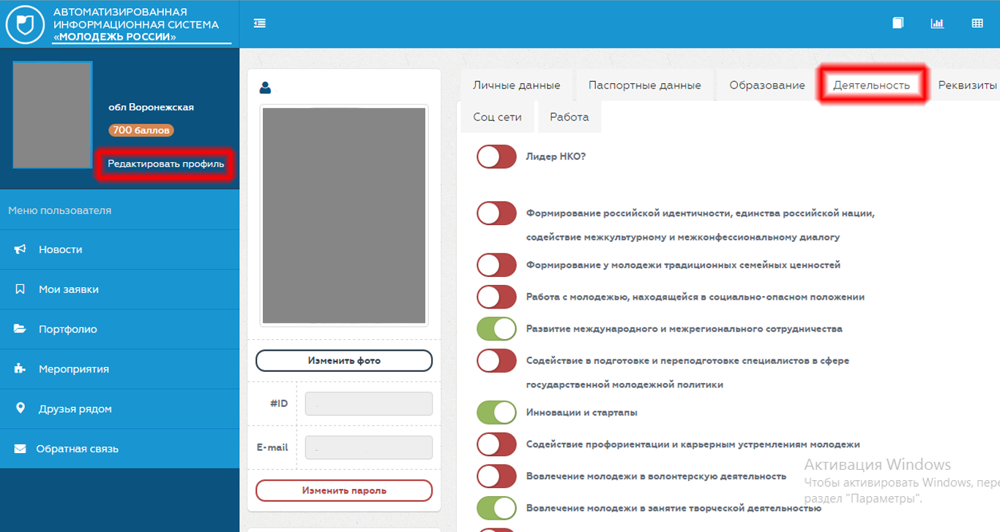 АВТОМАТИЗИРОВАННАЯ
ИНФОРМАЦИОННАЯ СИСТЕМА
«МОЛОДЕЖЬ РОССИИ»
обл Воронежская
700 баллов
Редактировать профиль
Меню пользователя
Новости
Мои заявки
Портфолио
Мероприятия
Друзья рядом
Обратная связь
Изменить фото
#ID
E-mail
Изменить пароль
Личные данные
Паспортные данные
Образование
Деятельность
Реквизиты
Соц сети
Работа
Лидер НКО?
Формирование российской идентичности, единства российской нации,
содействие межкультурному и межконфессиональному диалогу
Формирование у молодежи традиционных семейных ценностей
Работа с молодежью, находящейся в социально-опасном положении
Развитие международного и межрегионального сотрудничества
Содействие в подготовке и переподготовке специалистов в сфере
государственной молодежной политики
Инновации и стартапы
Содействие профориентации и карьерным устремлениям молодежи
Вовлечение молодежи в волонтерскую деятельность
Вовлечение молодежи в занятие творческой деятельностью
Активация Windows
Чтобы активировать Windows, пере
раздел "Параметры".